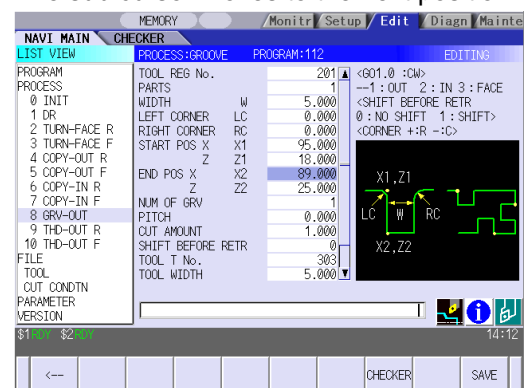 MEMORY Monitr Setup Edit Diagn Mainte
NAVI MAIN CHECKER
LIST VIEW PROCESS:GROOVE PROGRAM:112 EDITING
PROGRAM
PROCESS
0 INIT
1 DR
2 TURN-FACE R
3 TURN-FACE F
4 COPY-OUT R
5 COPY-OUT F
6 COPY-IN R
7 COPY-IN F
8 GRV-OUT
9 THD-OUT R
10 THD-OUT F
FILE
TOOL
CUT CONDTN
PARAMETER
VERSION
TOOL REG No. 201
PARTS 1
WIDTH W 5.000
LEFT CORNER LC 0.000
RIGHT CORNER RC 0.000
START POS X X1 95.000
Z Z1 18.000
END POS X X2 89.000
Z Z2 25.000
NUM OF GRV 1
PITCH 0.000
CUT AMOUNT 1.000
SHIFT BEFORE RETR 0
TOOL T No. 303
TOOL WIDTH 5.000
<G01.0 :CW>
--1:OUT 2:IN 3:FACE
<SHIFT BEFORE RETR
0:NO SHIFT 1:SHIFT>
<CORNER +:R -:C>
X1,Z1
LC W RC
X2,Z2
$1RDY $2RDY 14:12
<-- CHECKER SAVE